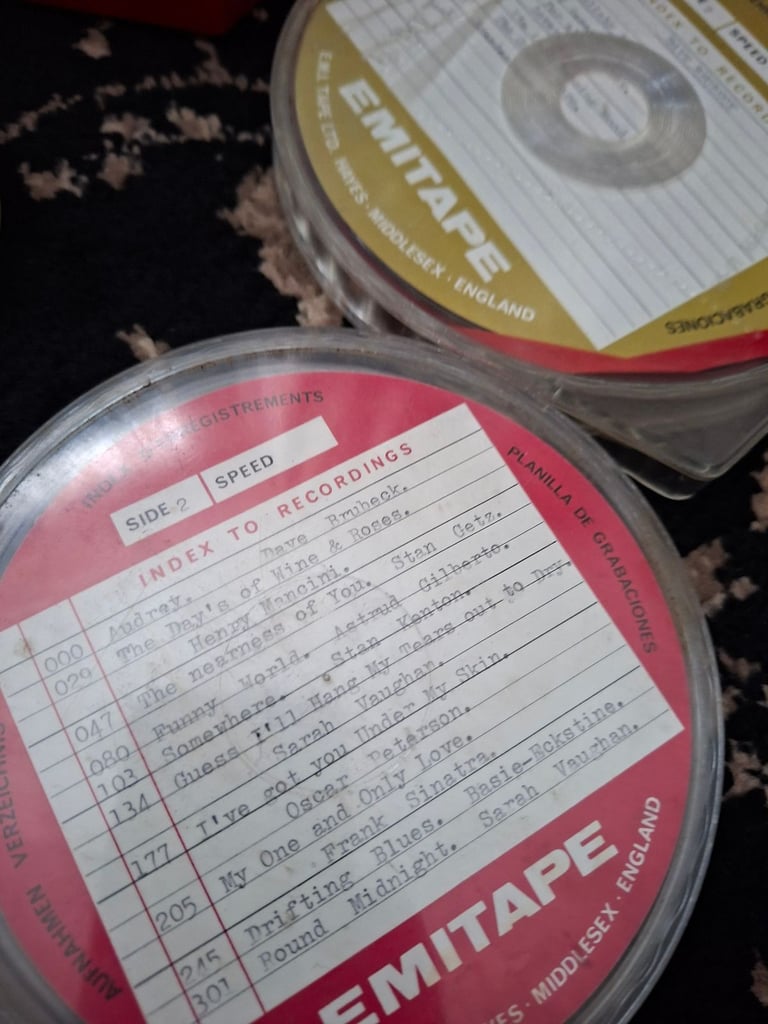 SPEED
INDEX TO RECORD
EMITAPE
EMITAPE LTD. HAYES · MIDDLESEX · ENGLAND
GRABACIONES
SIDE 2
SPEED
INDEX TO RECORDINGS
PLANILLA DE GRABACIONES
AUFNAHMEN VERZEICHNIS
000 Audrey. Dave Brubeck.
029 The Day's of Wine & Roses.
Henry Mancini.
047 The nearness of You. Stan Getz.
080 Funny World. Astrud Gilberto.
103 Somewhere. Stan Kenton.
134 Guess I'll Hang My Tears out to Dry.
Sarah Vaughan.
177 I've got you Under My Skin.
Oscar Peterson.
205 My One and Only Love.
Frank Sinatra.
245 Drifting Blues. Basie-Eckstine.
301 Round Midnight. Sarah Vaughan.
EMITAPE
MIDDLESEX · ENGLAND